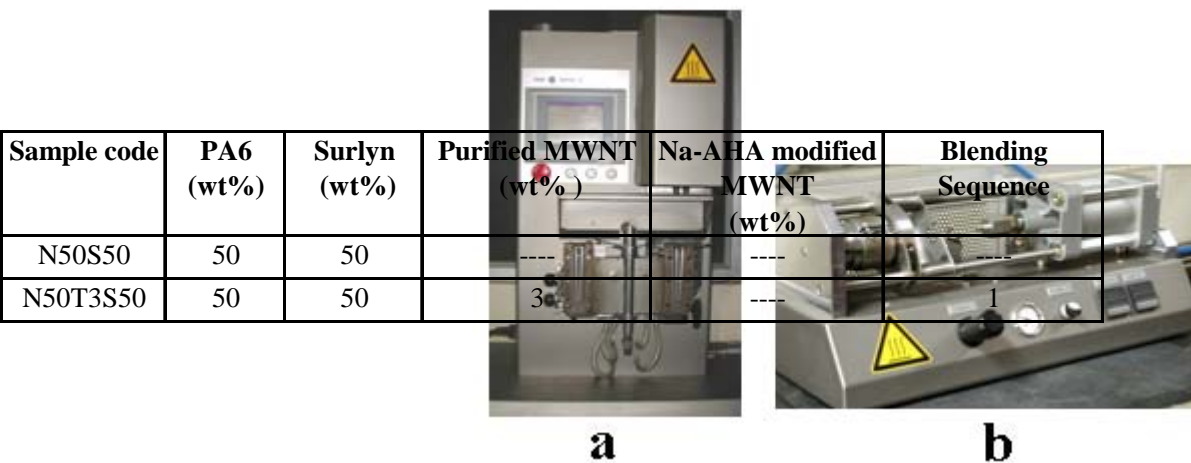 Sample code PA6 (wt%) Surlyn (wt%) Purified MWNT (wt% ) Na-AHA modified MWNT (wt%) Blending Sequence
N50S50 50 50 ---- ---- ----
N50T3S50 50 50 3 ---- 1
a b